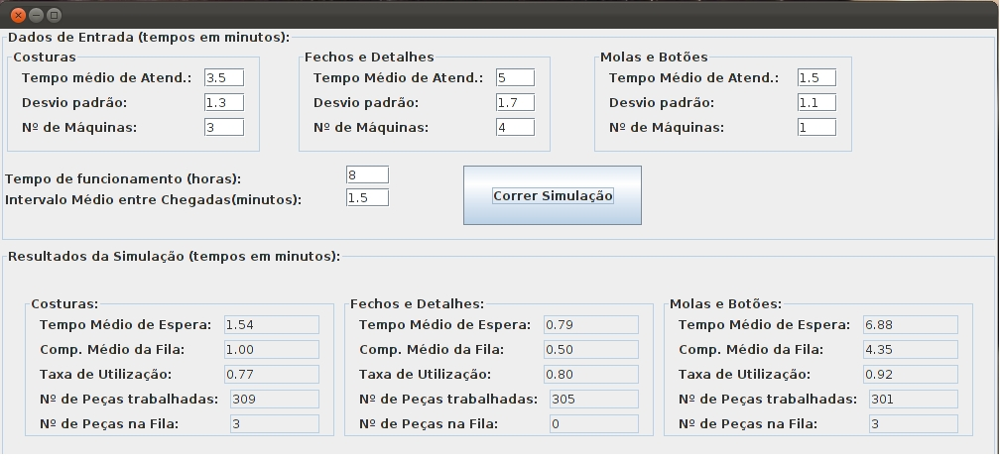 Dados de Entrada (tempos em minutos):
Costuras
Tempo médio de Atend.: 3.5
Desvio padrão: 1.3
Nº de Máquinas: 3
Fechos e Detalhes
Tempo Médio de Atend.: 5
Desvio padrão: 1.7
Nº de Máquinas: 4
Molas e Botões
Tempo Médio de Atend.: 1.5
Desvio padrão: 1.1
Nº de Máquinas: 1
Tempo de funcionamento (horas): 8
Intervalo Médio entre Chegadas(minutos): 1.5
Correr Simulação
Resultados da Simulação (tempos em minutos):
Costuras:
Tempo Médio de Espera: 1.54
Comp. Médio da Fila: 1.00
Taxa de Utilização: 0.77
Nº de Peças trabalhadas: 309
Nº de Peças na Fila: 3
Fechos e Detalhes:
Tempo Médio de Espera: 0.79
Comp. Médio da Fila: 0.50
Taxa de Utilização: 0.80
Nº de Peças trabalhadas: 305
Nº de Peças na Fila: 0
Molas e Botões:
Tempo Médio de Espera: 6.88
Comp. Médio da Fila: 4.35
Taxa de Utilização: 0.92
Nº de Peças trabalhadas: 301
Nº de Peças na Fila: 3